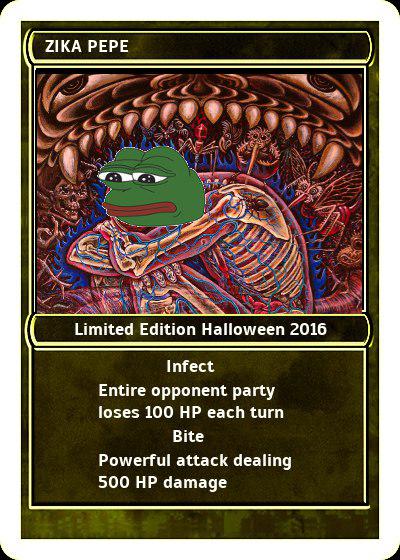 ZIKA PEPE
Limited Edition Halloween 2016
Infect
Entire opponent party
loses 100 HP each turn
Bite
Powerful attack dealing
500 HP damage